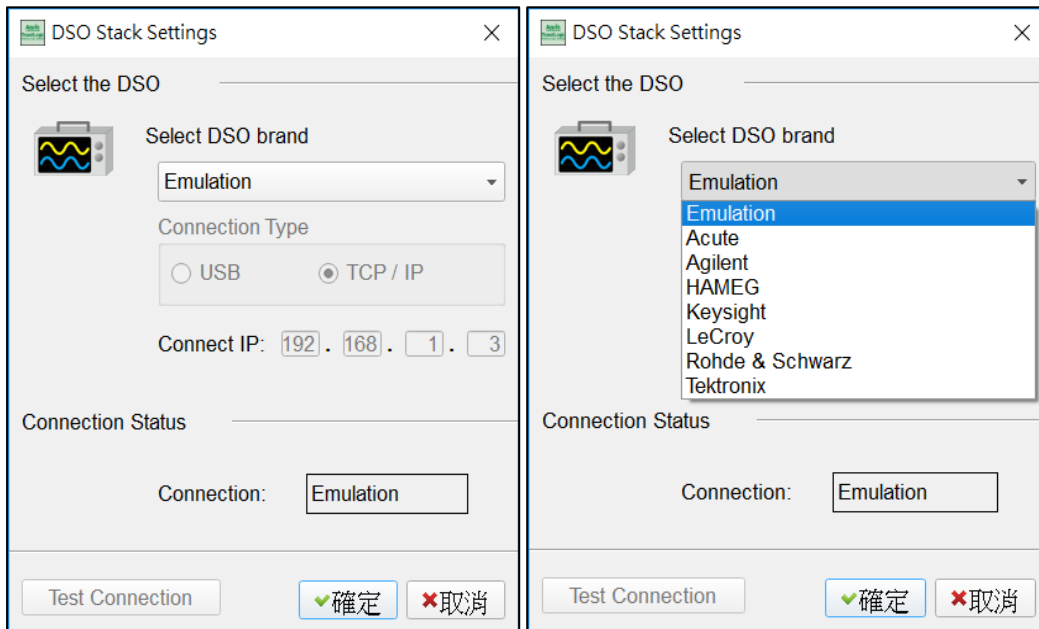 DSO Stack Settings
Select the DSO
Select DSO brand
Emulation
Connection Type
USB
TCP / IP
Connect IP: 192 . 168 . 1 . 3
Connection Status
Connection: Emulation
Test Connection
確定
取消
DSO Stack Settings
Select the DSO
Select DSO brand
Emulation
Emulation
Acute
Agilent
HAMEG
Keysight
LeCroy
Rohde & Schwarz
Tektronix
Connection Status
Connection: Emulation
Test Connection
確定
取消